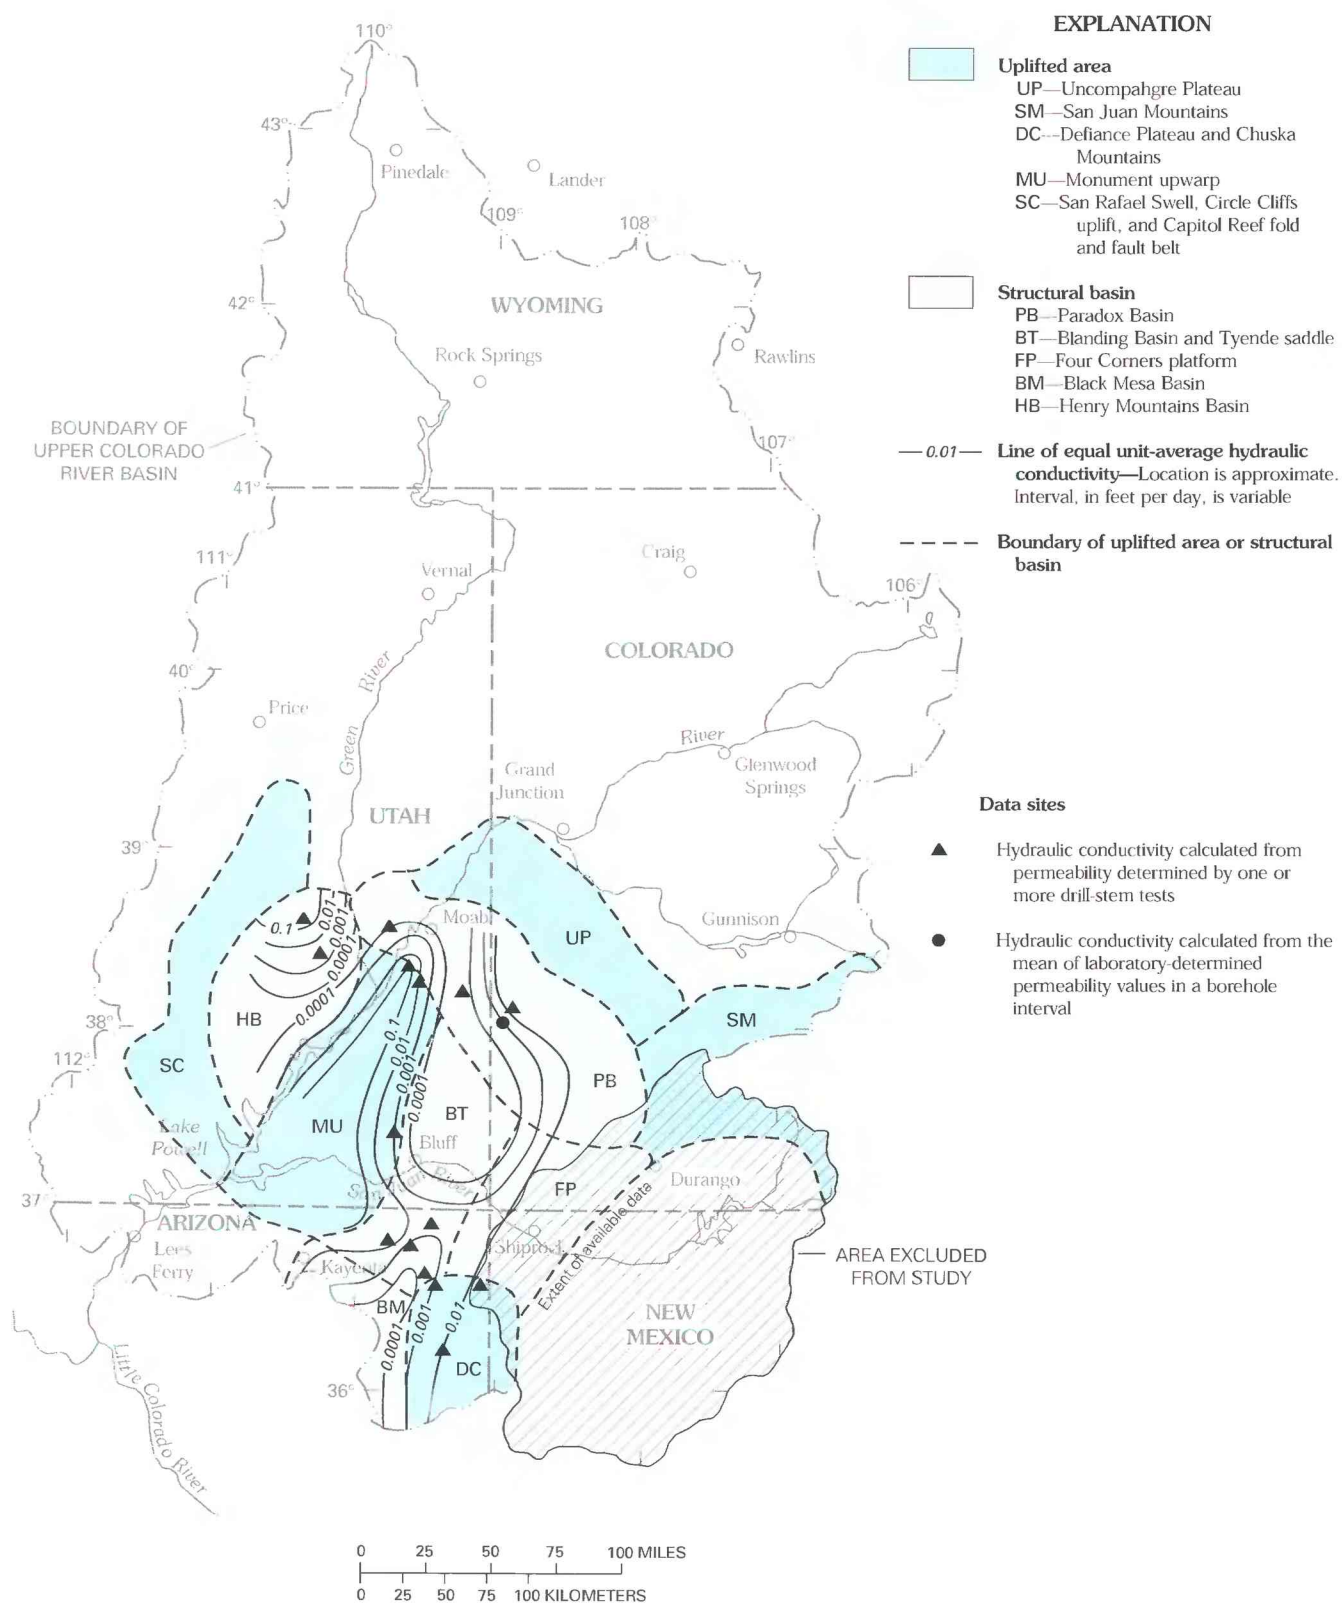 EXPLANATION
Uplifted area
UP—Uncompahgre Plateau
SM—San Juan Mountains
DC—Defiance Plateau and Chuska
Mountains
MU—Monument upwarp
SC—San Rafael Swell, Circle Cliffs
uplift, and Capitol Reef fold
and fault belt
Structural basin
PB—Paradox Basin
BT—Blanding Basin and Tyende saddle
FP—Four Corners platform
BM—Black Mesa Basin
HB—Henry Mountains Basin
—0.01— Line of equal unit-average hydraulic
conductivity—Location is approximate.
Interval, in feet per day, is variable
Boundary of uplifted area or structural
basin
Data sites
Hydraulic conductivity calculated from
permeability determined by one or
more drill-stem tests
Hydraulic conductivity calculated from the
mean of laboratory-determined
permeability values in a borehole
interval
110°
43°
Pinedale
Lander
109°
108°
42°
WYOMING
Rock Springs
Rawlins
BOUNDARY OF
UPPER COLORADO
RIVER BASIN
107°
41°
111°
Vernal
Craig
106°
COLORADO
40°
Green River
Price
River
Glenwood
Springs
Grand
Junction
UTAH
39°
Moab
Gunnison
UP
0.1
0.01
0.001
0.0001
0.0001
HB
38°
SM
112°
SC
0.1
0.01
0.001
0.0001
PB
BT
MU
Lake
Powell
Bluff
San Juan River
FP
Durango
37°
ARIZONA
Lees
Ferry
Kayenta
Shiprock
Extent of available data
AREA EXCLUDED
FROM STUDY
BM
0.0001
0.001
0.01
NEW
MEXICO
DC
36°
Little Colorado River
0 25 50 75 100 MILES
0 25 50 75 100 KILOMETERS